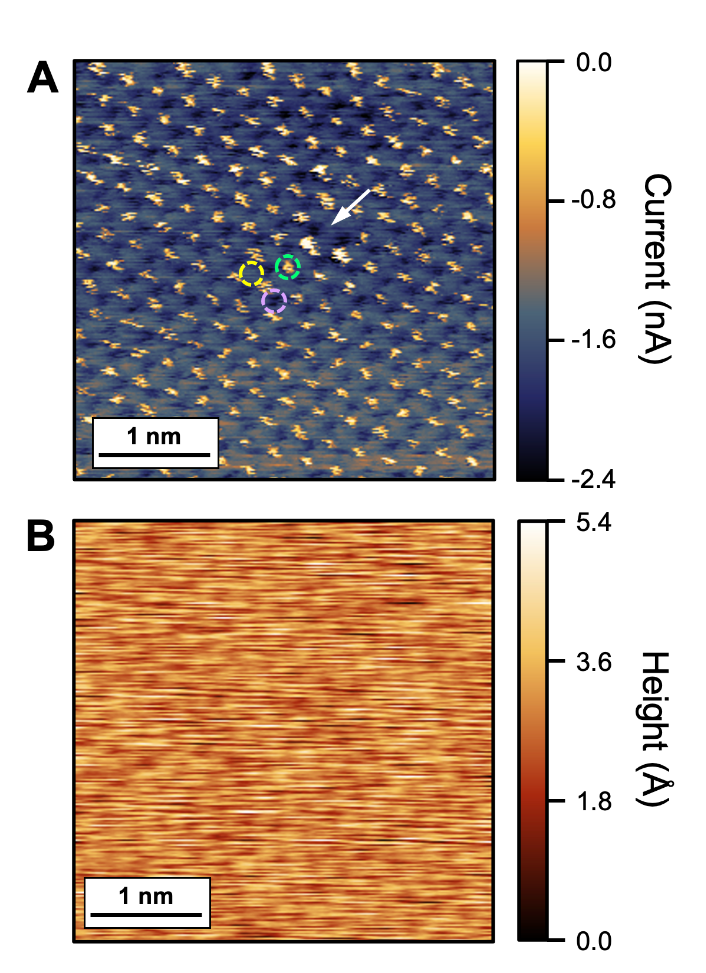 A
0.0
-0.8
-1.6
-2.4
Current (nA)
1 nm
B
5.4
3.6
1.8
0.0
Height (Å)
1 nm